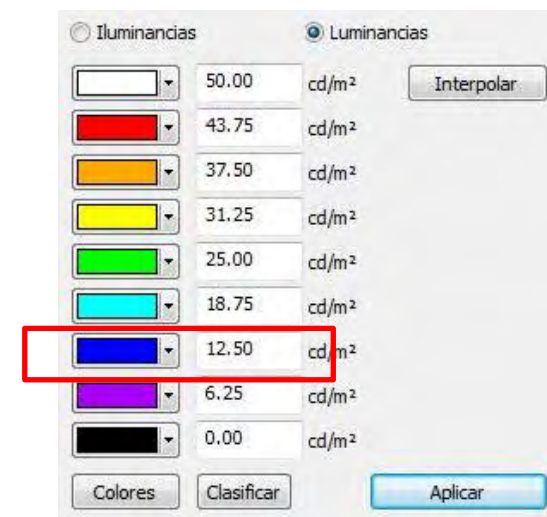 Iluminancias Luminancias
50.00 cd/m² Interpolar
43.75 cd/m²
37.50 cd/m²
31.25 cd/m²
25.00 cd/m²
18.75 cd/m²
12.50 cd/m²
6.25 cd/m²
0.00 cd/m²
Colores Clasificar Aplicar